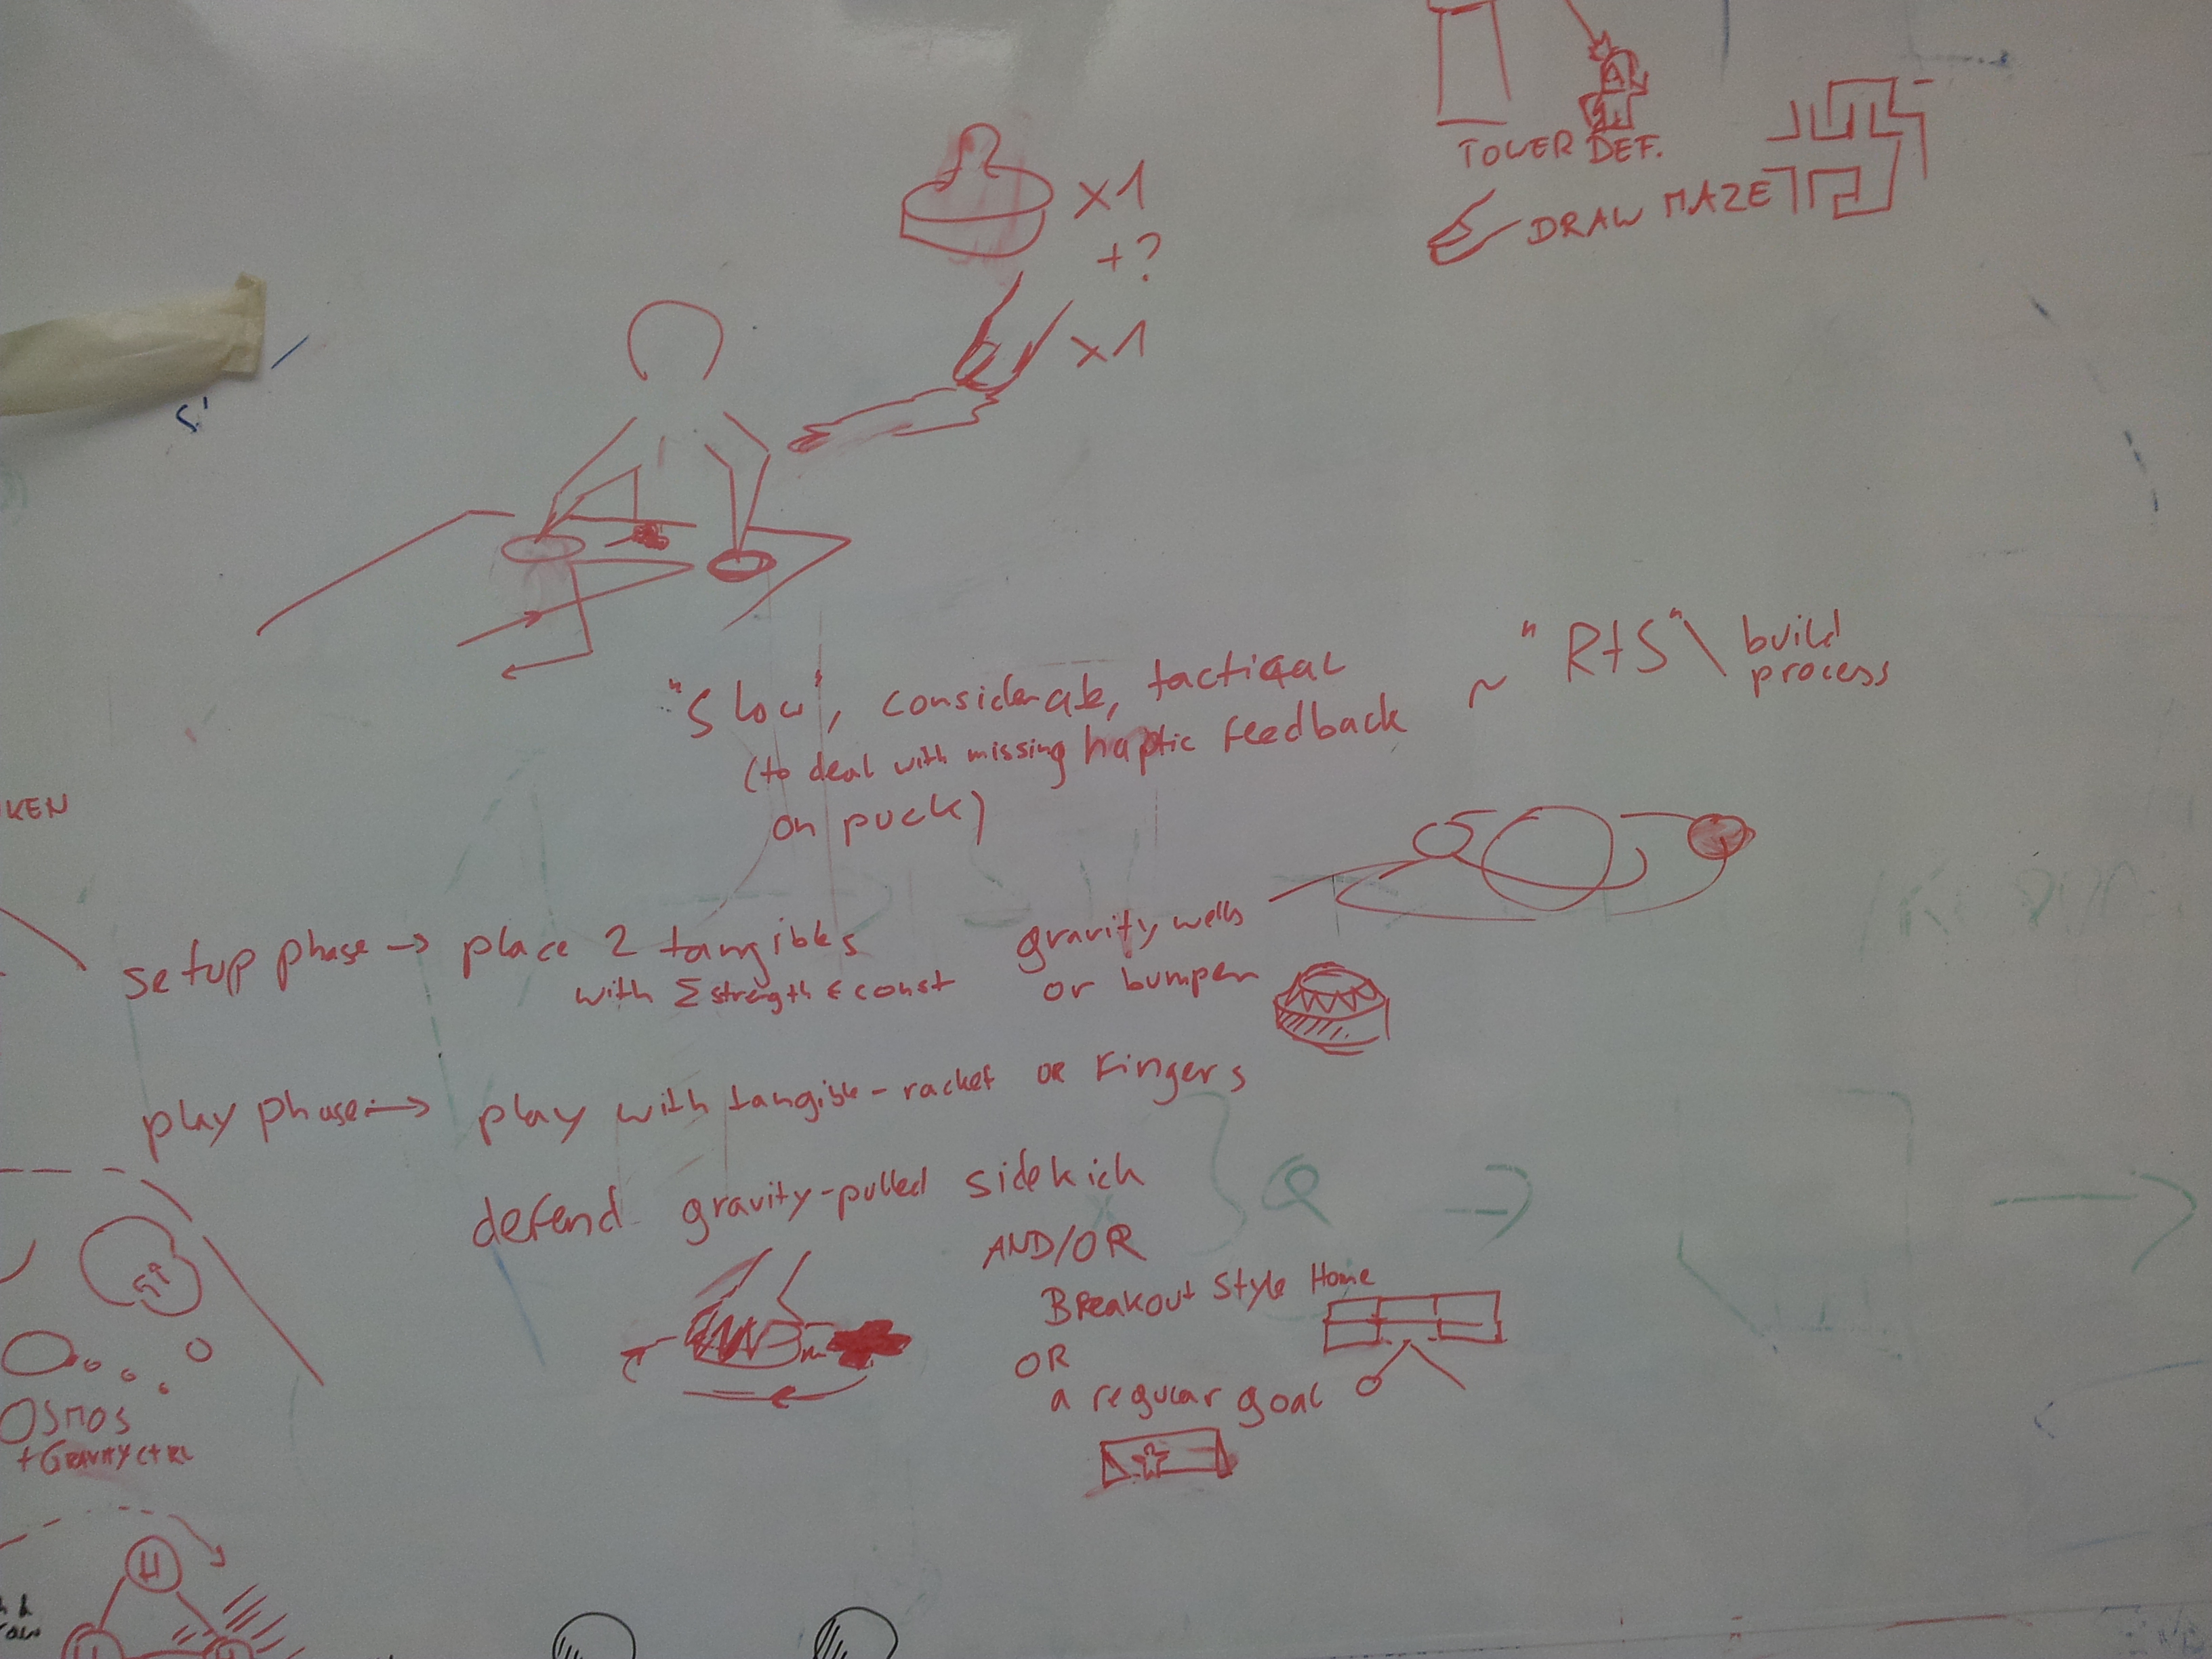 TOWER DEF.
DRAW MAZE
x1
+?
x1
"Slow", considerate, tactical
~ "RtS" \ build
process
(to deal with missing haptic feedback
on puck)
KEN
setup phase → place 2 tangibles
with Σ strength ≤ const
gravity wells
or bumper
play phase → play with tangible-racket OR Fingers
defend gravity-pulled sidekick
AND/OR
Breakout Style Home
OR
a regular goal
OSMOS
+GRAVITY CTRL
H